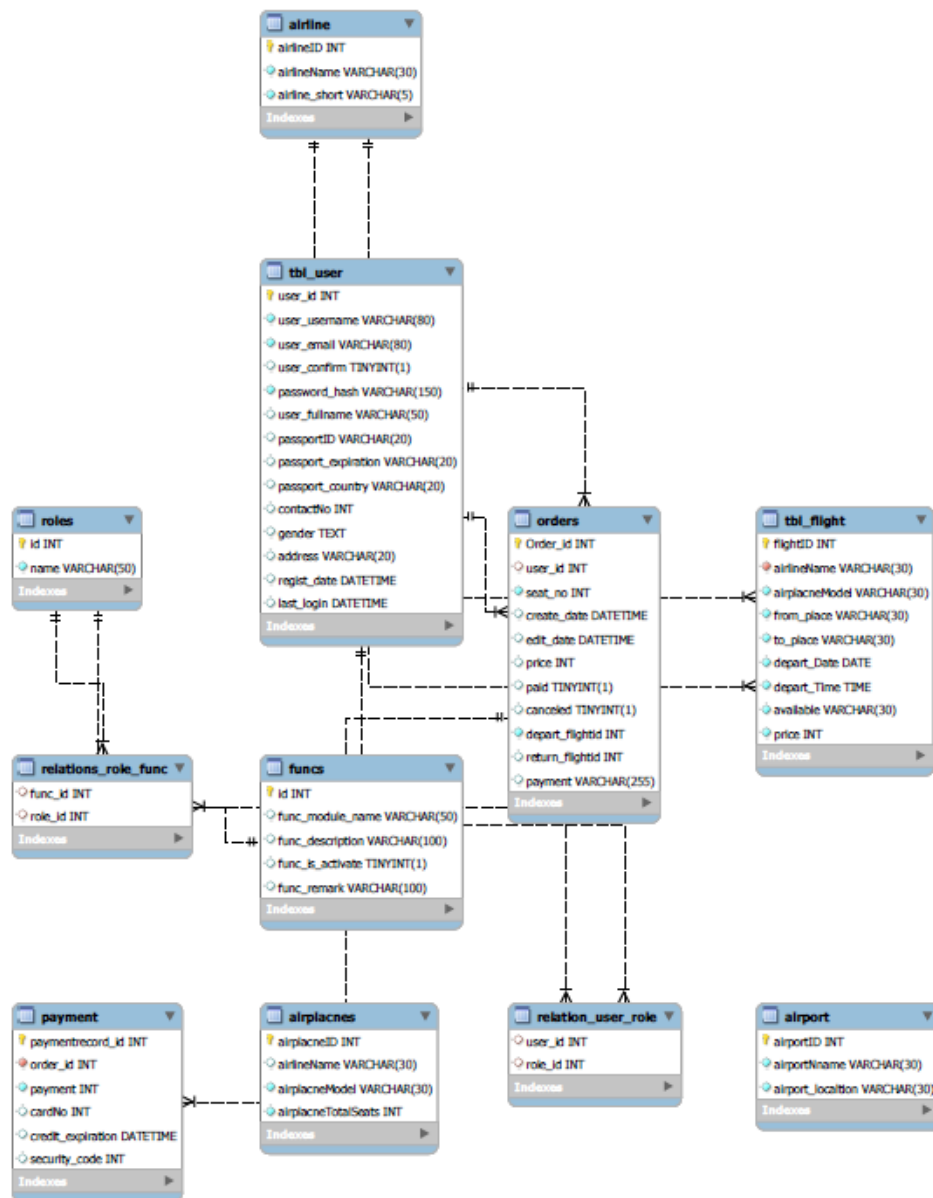 airline
airlineID INT
airlineName VARCHAR(30)
airline_short VARCHAR(5)
Indexes
tbl_user
user_id INT
user_username VARCHAR(80)
user_email VARCHAR(80)
user_confirm TINYINT(1)
password_hash VARCHAR(150)
user_fullname VARCHAR(50)
passportID VARCHAR(20)
passport_expiration VARCHAR(20)
passport_country VARCHAR(20)
contactNo INT
gender TEXT
address VARCHAR(20)
regist_date DATETIME
last_login DATETIME
Indexes
roles
id INT
name VARCHAR(50)
Indexes
orders
Order_id INT
user_id INT
seat_no INT
create_date DATETIME
edit_date DATETIME
price INT
paid TINYINT(1)
canceled TINYINT(1)
depart_flightid INT
return_flightid INT
payment VARCHAR(255)
Indexes
tbl_flight
flightID INT
airlineName VARCHAR(30)
airplacneModel VARCHAR(30)
from_place VARCHAR(30)
to_place VARCHAR(30)
depart_Date DATE
depart_Time TIME
available VARCHAR(30)
price INT
Indexes
relations_role_func
func_id INT
role_id INT
Indexes
funcs
id INT
func_module_name VARCHAR(50)
func_description VARCHAR(100)
func_is_activate TINYINT(1)
func_remark VARCHAR(100)
Indexes
payment
paymentrecord_id INT
order_id INT
payment INT
cardNo INT
credit_expiration DATETIME
security_code INT
Indexes
airplacnes
airplacneID INT
airlineName VARCHAR(30)
airplacneModel VARCHAR(30)
airplacneTotalSeats INT
Indexes
relation_user_role
user_id INT
role_id INT
Indexes
airport
airportID INT
airportNname VARCHAR(30)
airport_localtion VARCHAR(30)
Indexes